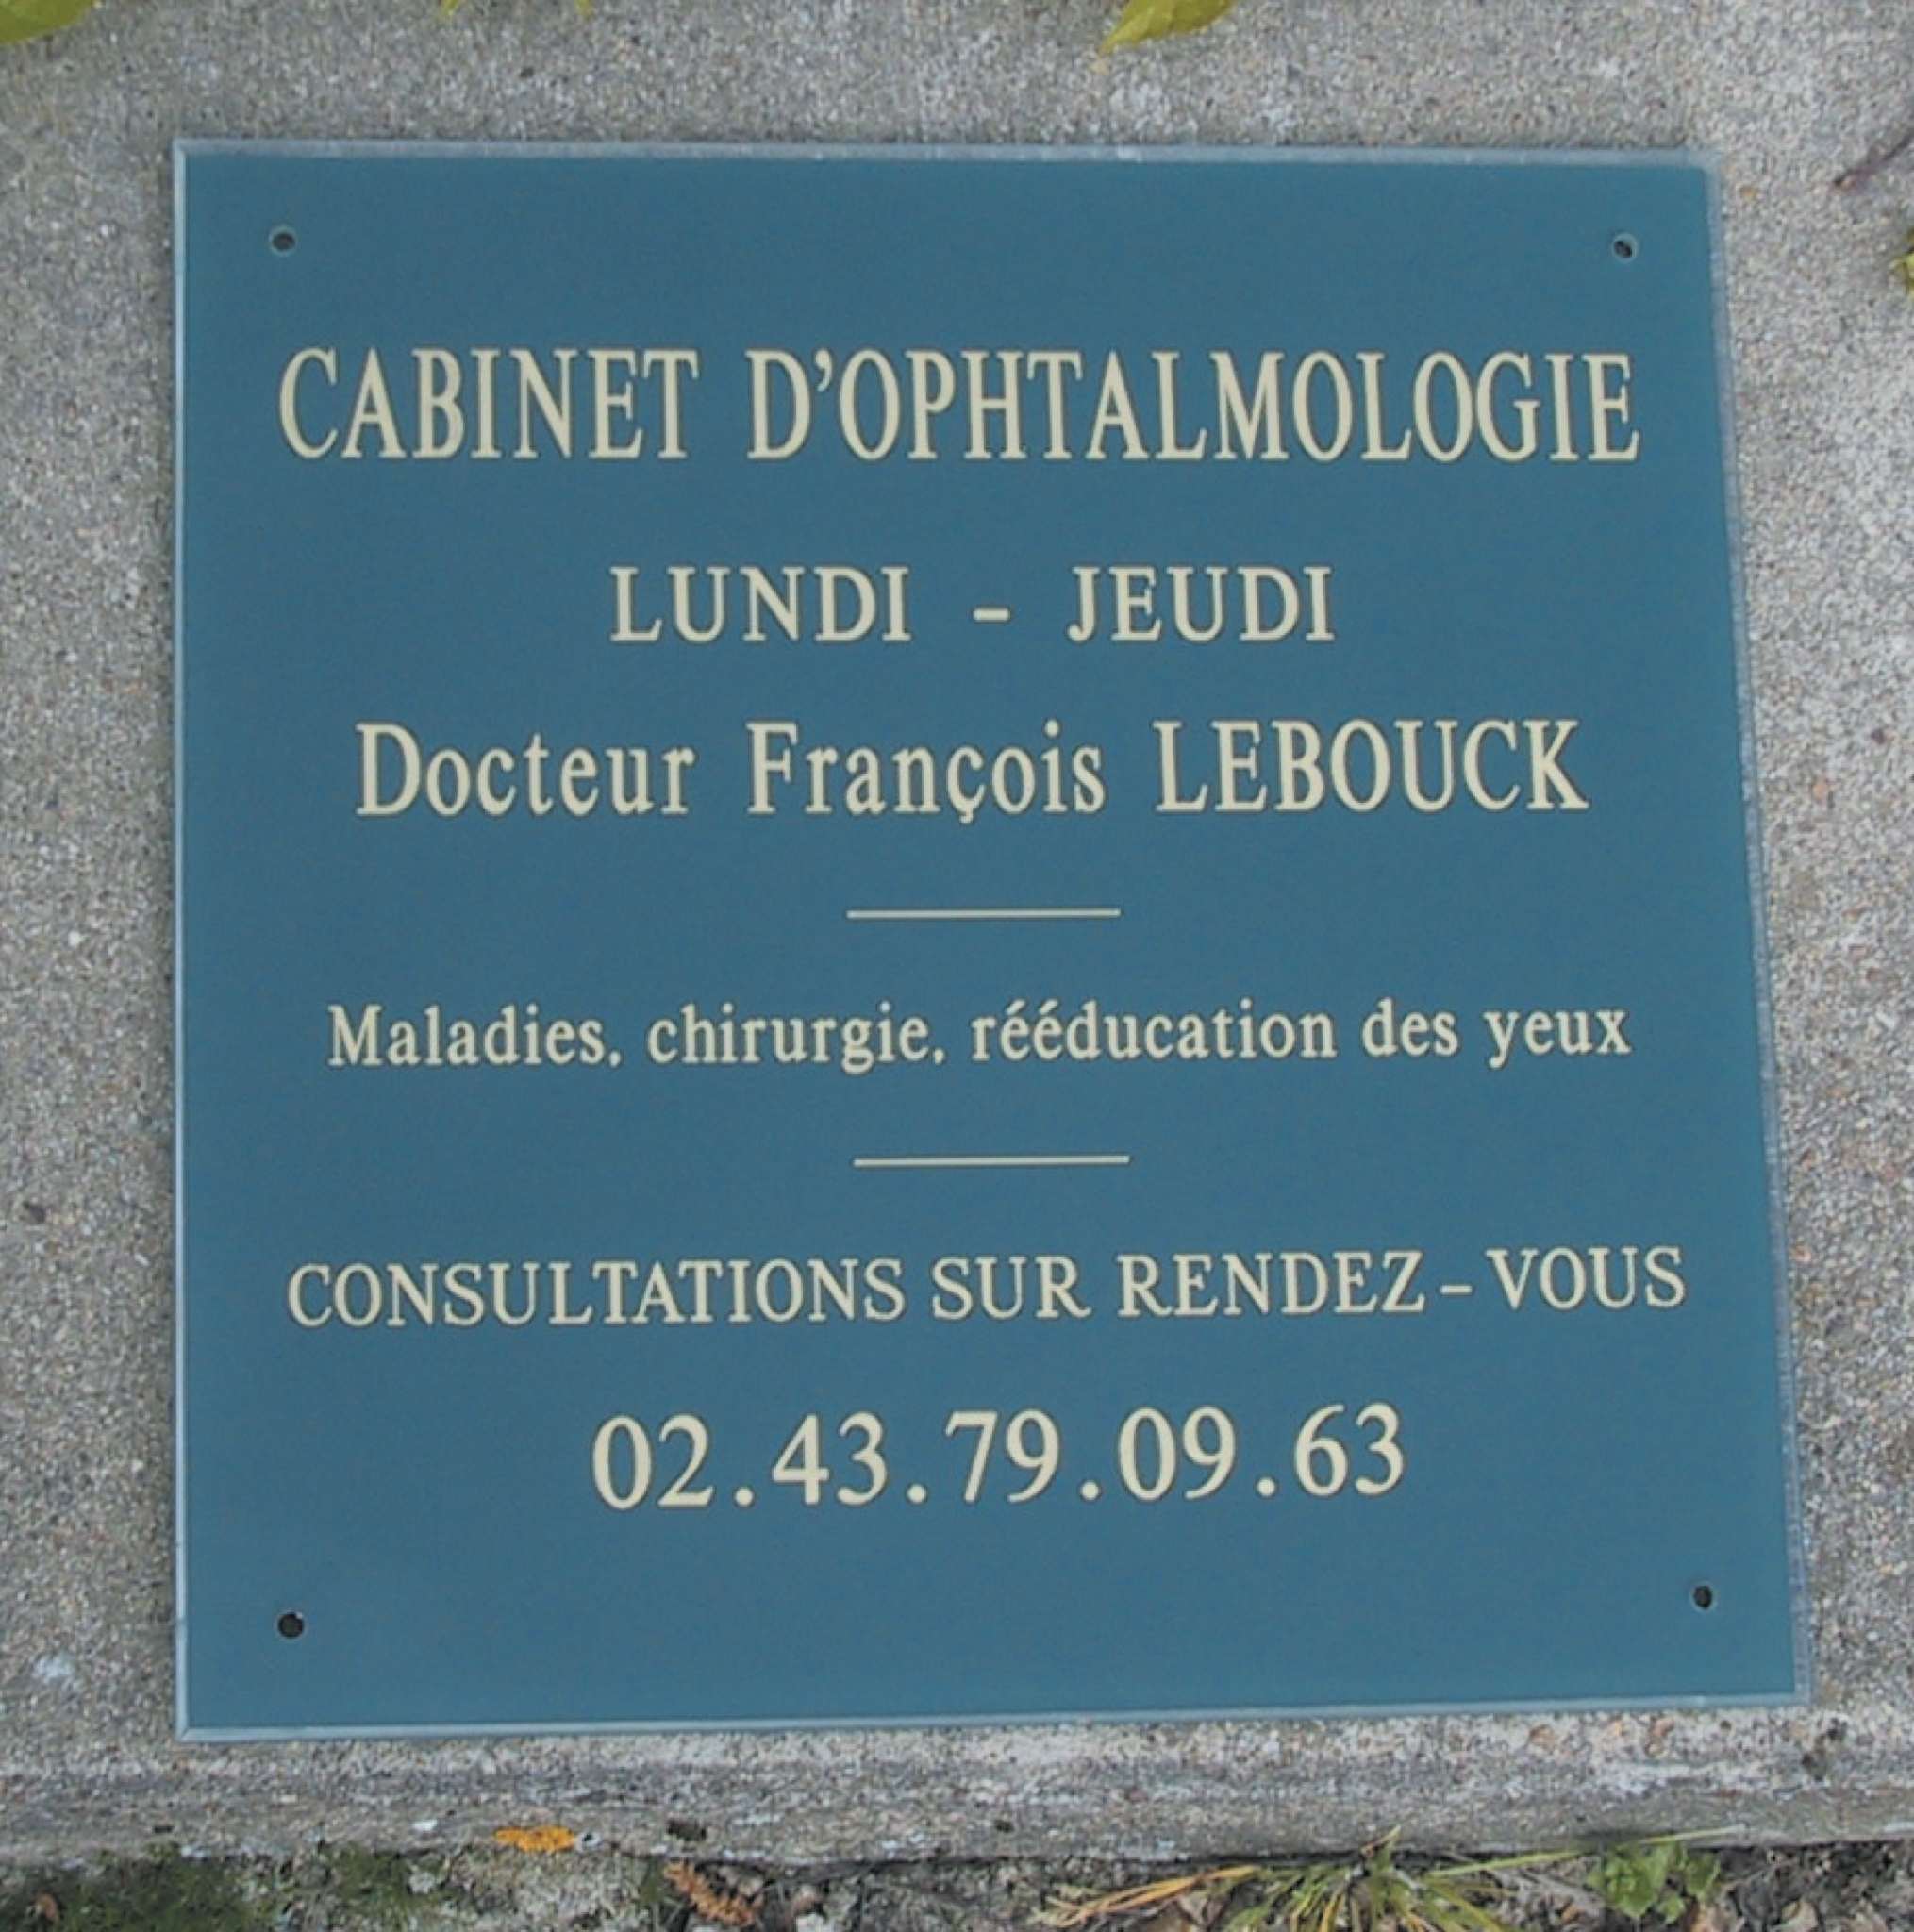 CABINET D'OPHTALMOLOGIE
LUNDI - JEUDI
Docteur François LEBOUCK
Maladies, chirurgie, rééducation des yeux
CONSULTATIONS SUR RENDEZ-VOUS
02.43.79.09.63